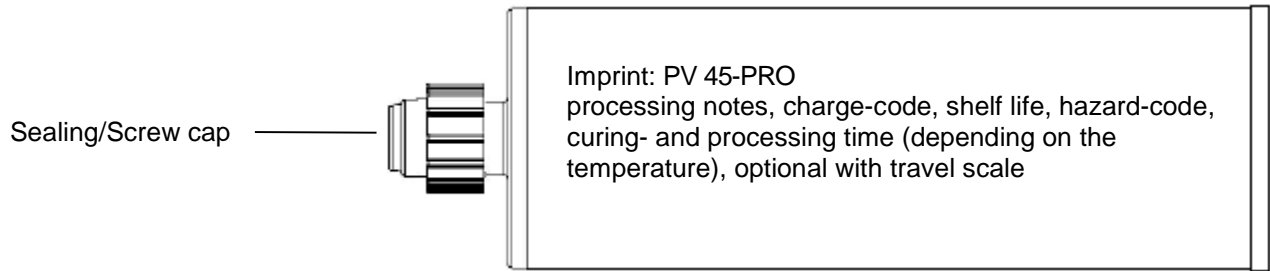 Imprint: PV 45-PRO
processing notes, charge-code, shelf life, hazard-code,
curing- and processing time (depending on the
temperature), optional with travel scale
Sealing/Screw cap